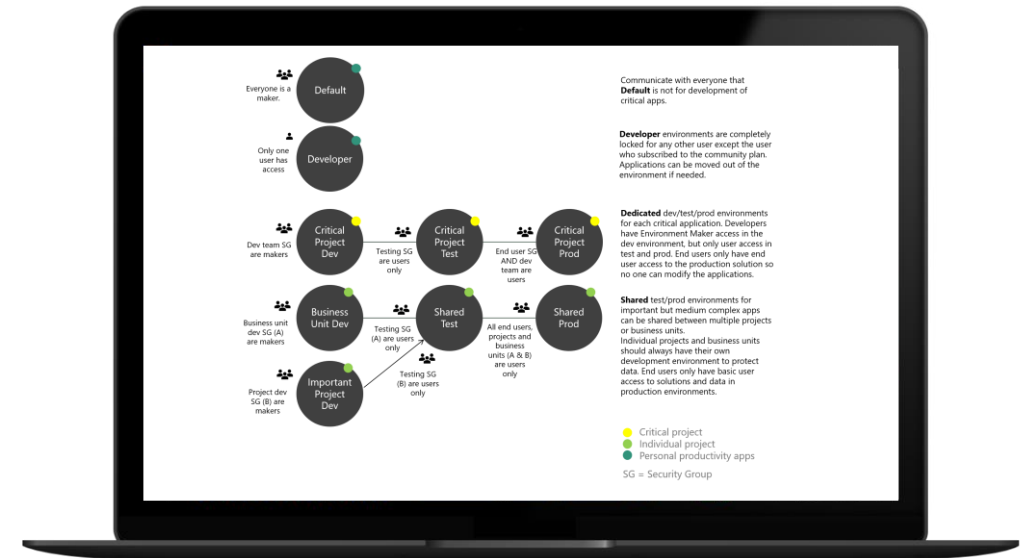 Everyone is a
maker.
Default
Communicate with everyone that
Default is not for development of
critical apps.
Only one
user has
access
Developer
Developer environments are completely
locked for any other user except the user
who subscribed to the community plan.
Applications can be moved out of the
environment if needed.
Dev team SG
are makers
Critical
Project
Dev
Testing SG
are users
only
Critical
Project
Test
End user SG
AND dev
team are
users
Critical
Project
Prod
Dedicated dev/test/prod environments
for each critical application. Developers
have Environment Maker access in the
dev environment, but only user access in
test and prod. End users only have end
user access to the production solution so
no one can modify the applications.
Business unit
dev SG (A)
are makers
Business
Unit Dev
Testing SG
(A) are users
only
Shared
Test
All end users,
projects and
business
units (A & B)
are users
only
Shared
Prod
Shared test/prod environments for
important but medium complex apps
can be shared between multiple projects
or business units.
Individual projects and business units
should always have their own
development environment to protect
data. End users only have basic user
access to solutions and data in
production environments.
Project dev
SG (B) are
makers
Important
Project
Dev
Testing SG
(B) are users
only
Critical project
Individual project
Personal productivity apps
SG = Security Group